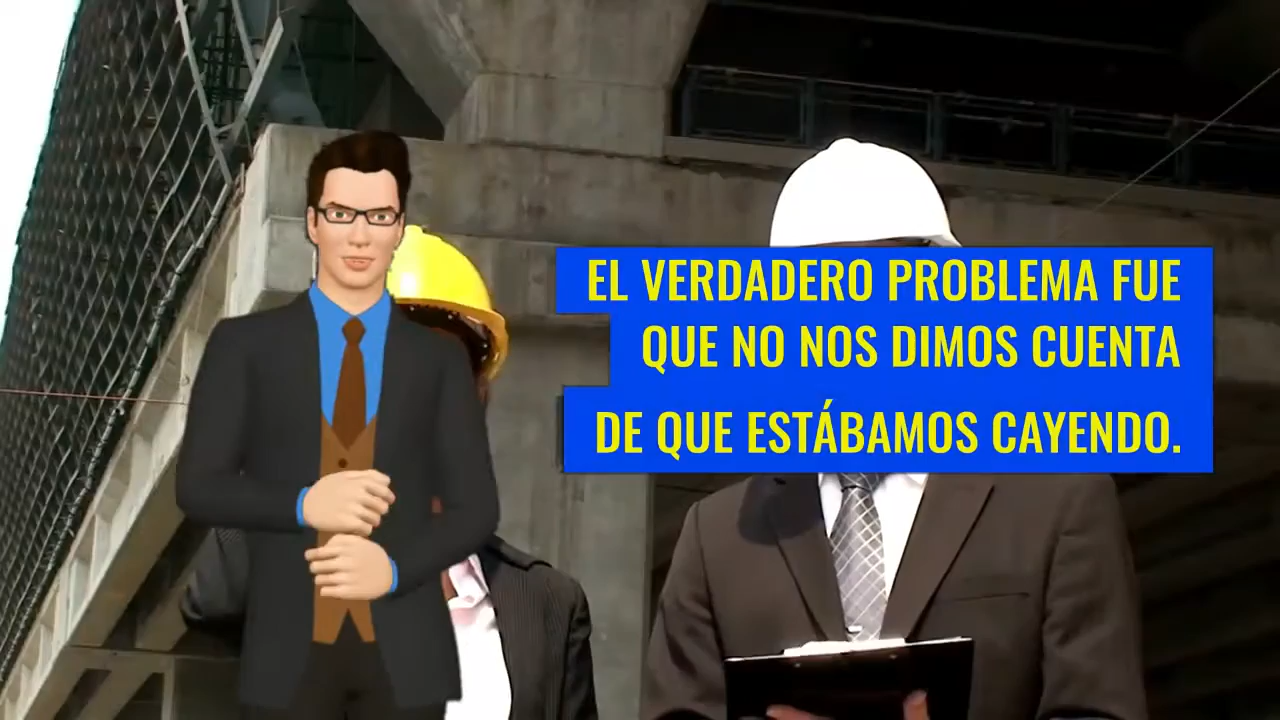 EL VERDADERO PROBLEMA FUE
QUE NO NOS DIMOS CUENTA
DE QUE ESTÁBAMOS CAYENDO.